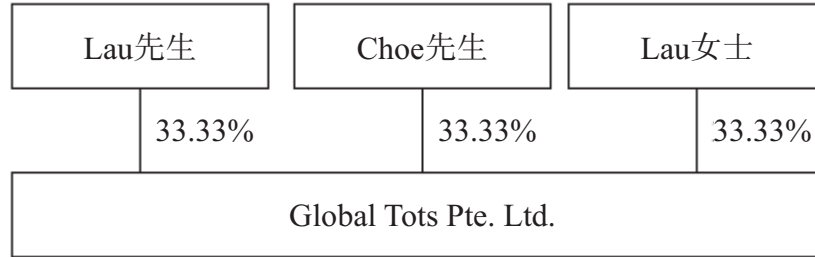 Lau先生 Choe先生 Lau女士
33.33% 33.33% 33.33%
Global Tots Pte. Ltd.